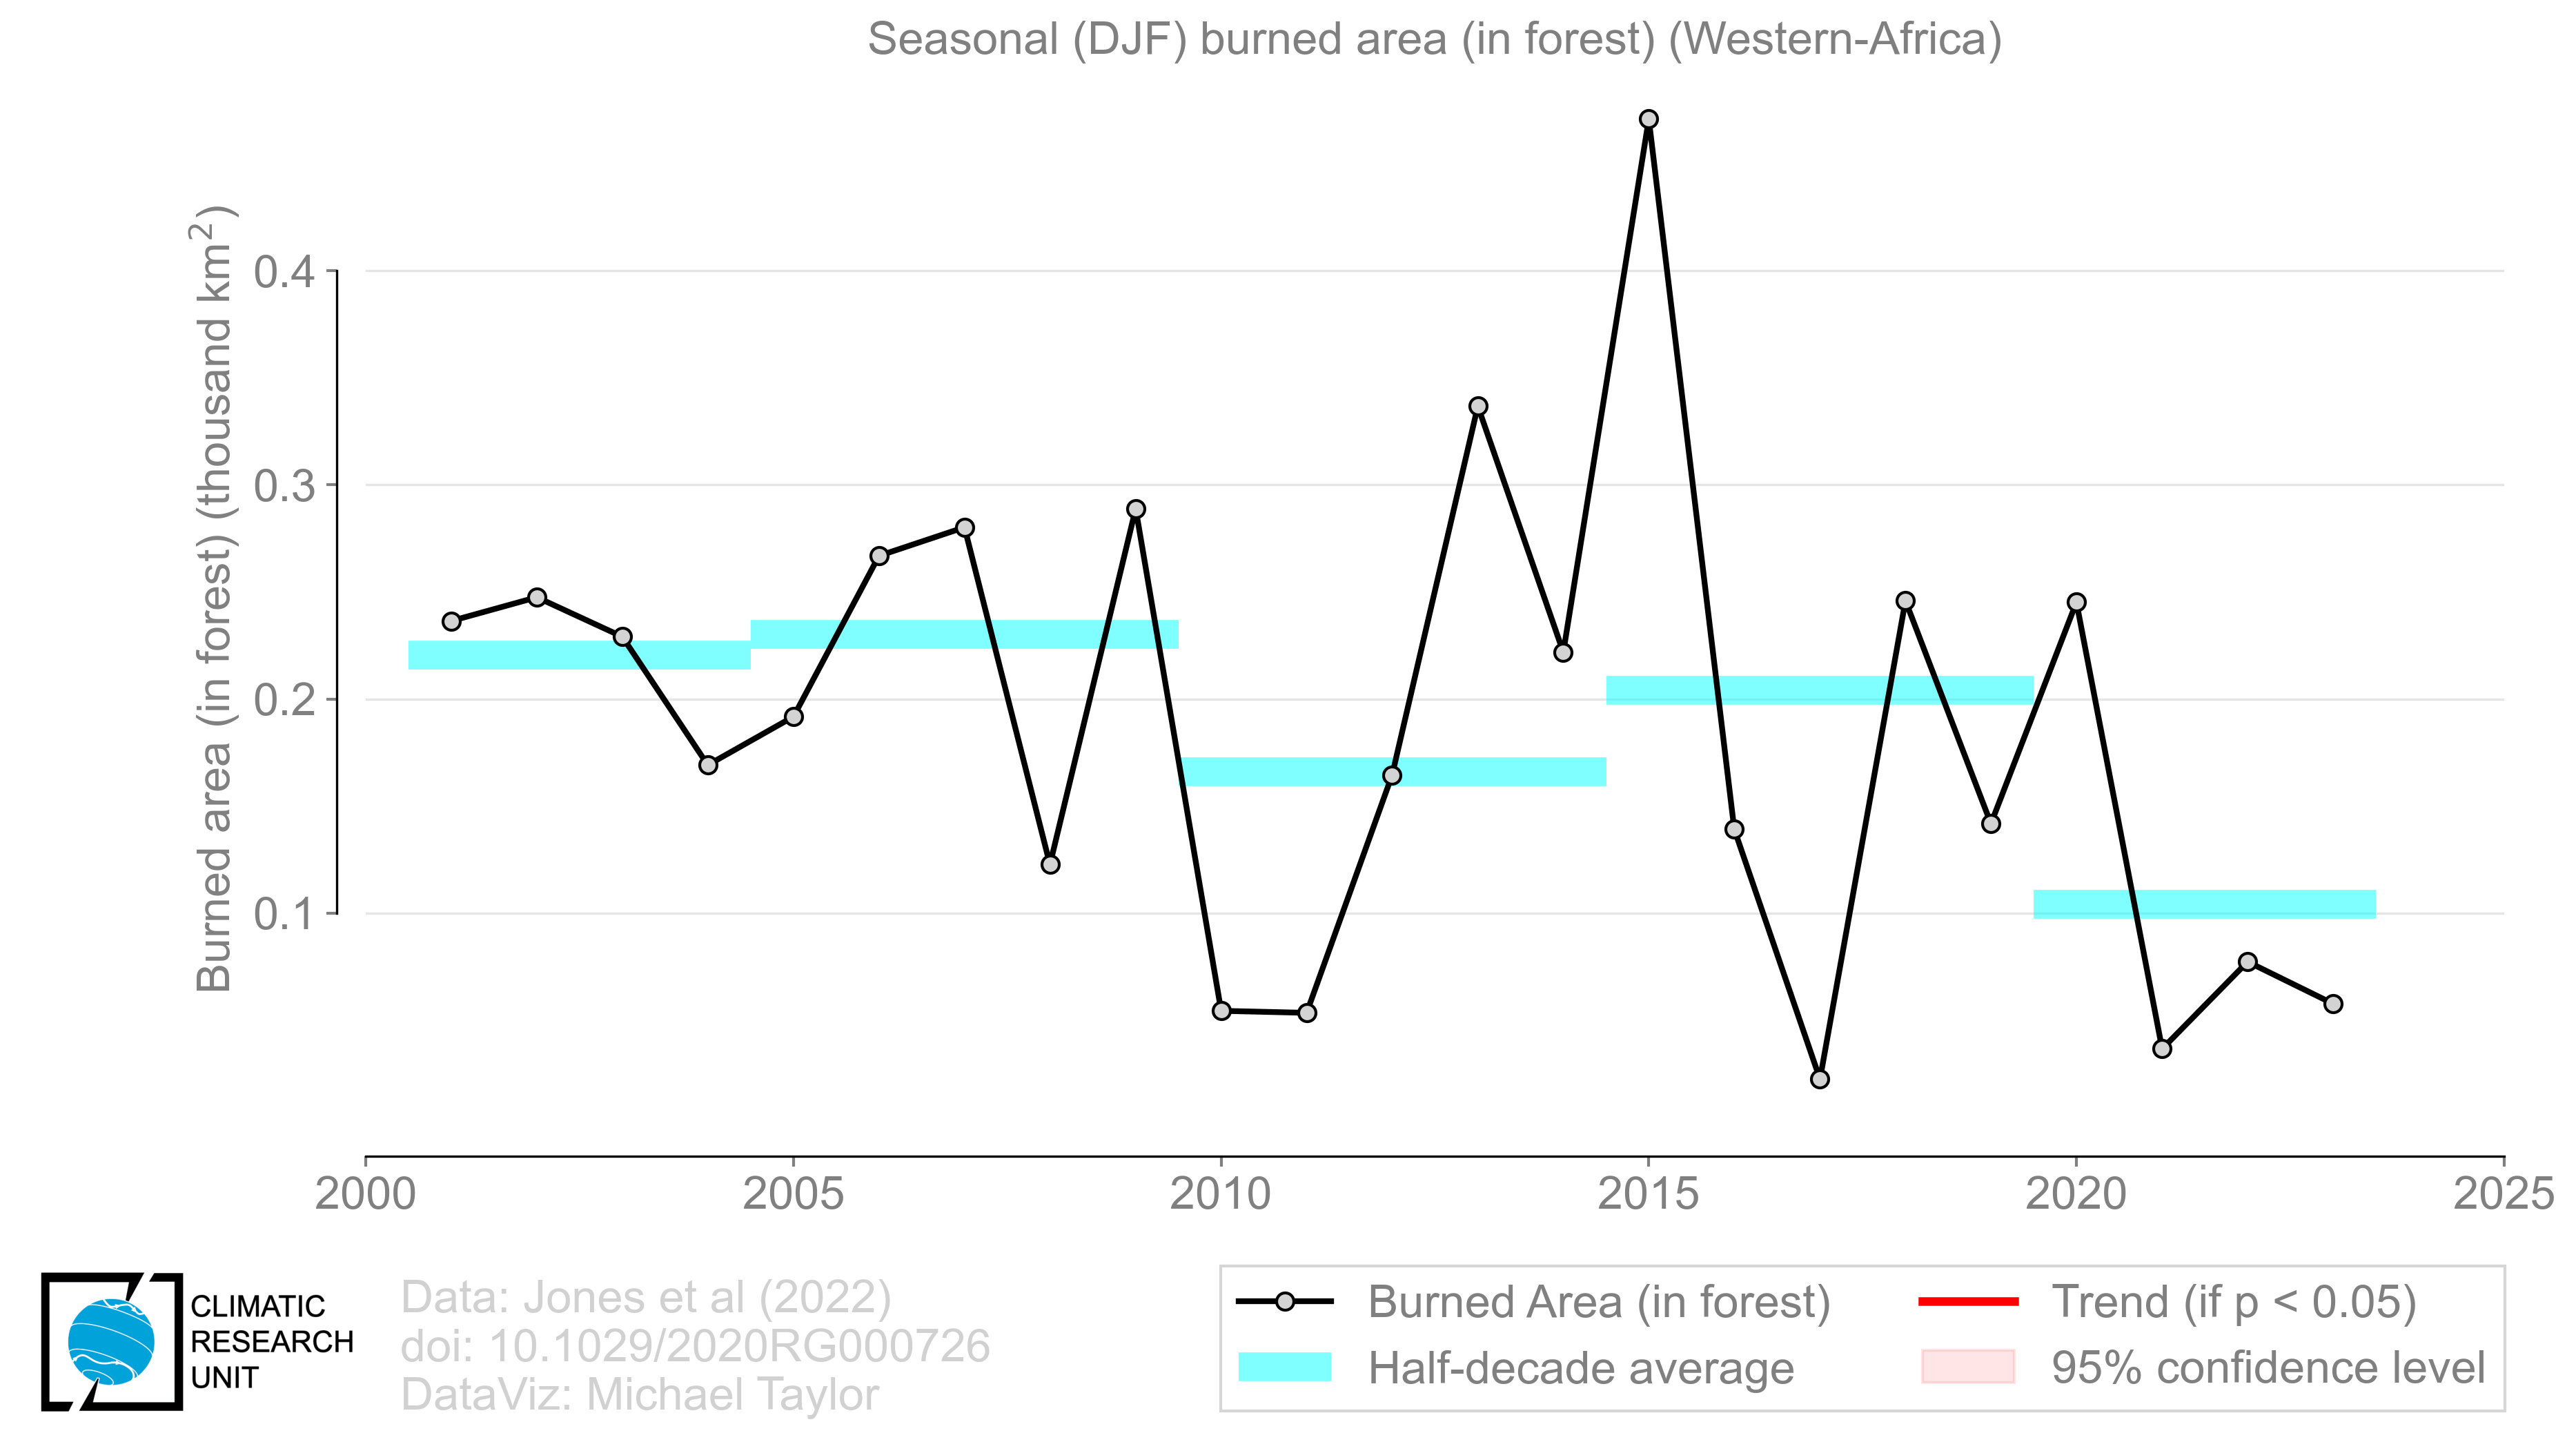 Seasonal (DJF) burned area (in forest) (Western-Africa)
Burned area (in forest) (thousand km²)
0.4
0.3
0.2
0.1
2000 2005 2010 2015 2020 2025
CLIMATIC
RESEARCH
UNIT
Data: Jones et al (2022)
doi: 10.1029/2020RG000726
DataViz: Michael Taylor
Burned Area (in forest)
Half-decade average
Trend (if p < 0.05)
95% confidence level